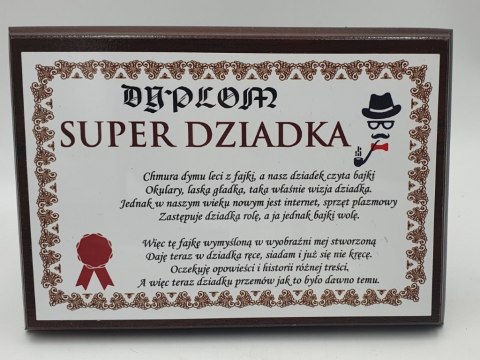 DYPLOM
SUPER DZIADKA
Chmura dymu leci z fajki, a nasz dziadek czyta bajki
Okulary, laska gładka, taka właśnie wizja dziadka.
Jednak w naszym wieku nowym jest internet, sprzęt plazmowy
Zastępuje dziadka rolę, a ja jednak bajki wolę.
Więc tę fajkę wymyśloną w wyobraźni mej stworzoną
Daję teraz w dziadka ręce, siadam i już się nie kręcę.
Oczekuję opowieści i historii różnej treści.
A więc teraz dziadku przemów jak to było dawno temu.